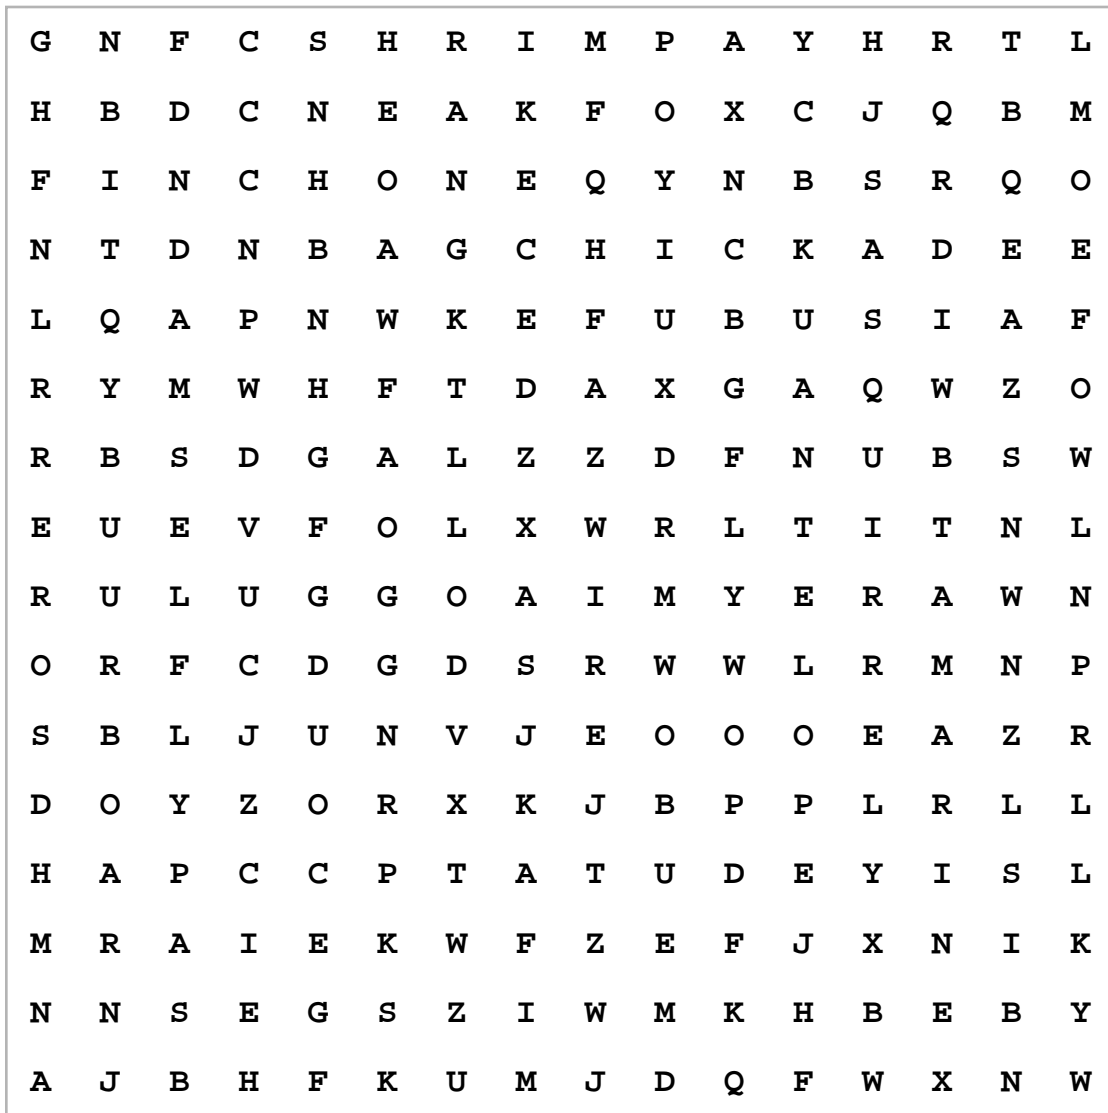 G N F C S H R I M P A Y H R T L
H B D C N E A K F O X C J Q B M
F I N C H O N E Q Y N B S R Q O
N T D N B A G C H I C K A D E E
L Q A P N W K E F U B U S I A F
R Y M W H F T D A X G A Q W Z O
R B S D G A L Z Z D F N U B S W
E U E V F O L X W R L T I T N L
R U L U G G O A I M Y E R A W N
O R F C D G D S R W W L R M N P
S B L J U N V J E O O O E A Z R
D O Y Z O R X K J B P P L R L L
H A P C C P T A T U D E Y I S L
M R A I E K W F Z E F J X N I K
N N S E G S Z I W M K H B E B Y
A J B H F K U M J D Q F W X N W